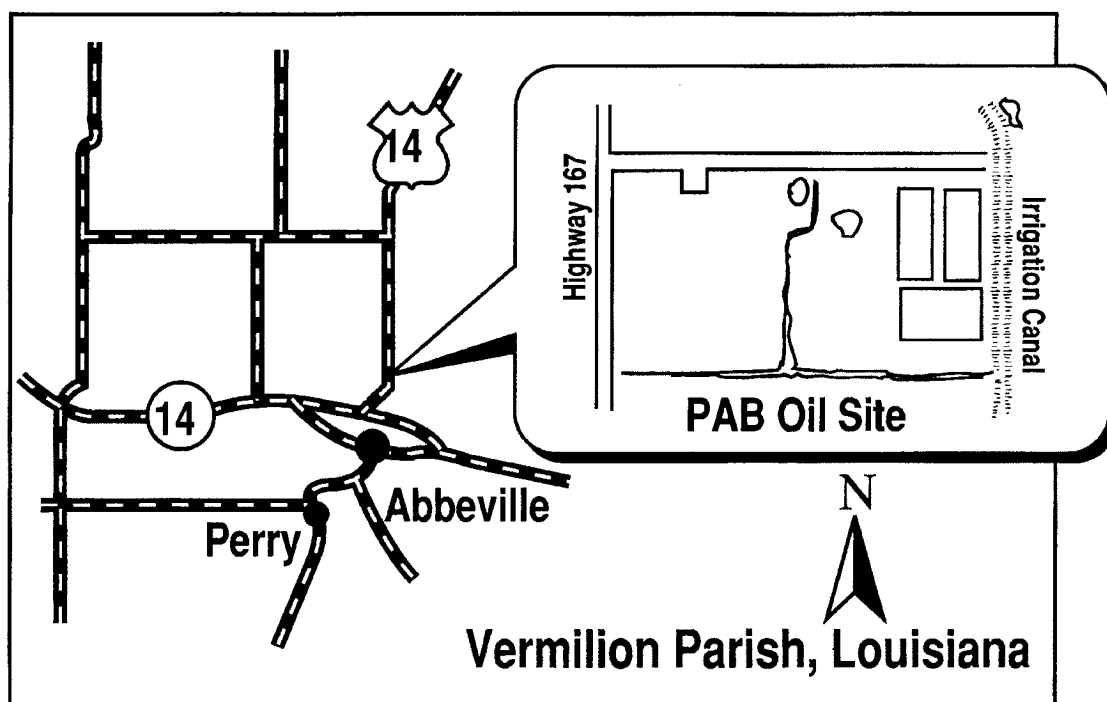 14
Highway 167
Irrigation Canal
PAB Oil Site
14
Abbeville
Perry
N
Vermilion Parish, Louisiana